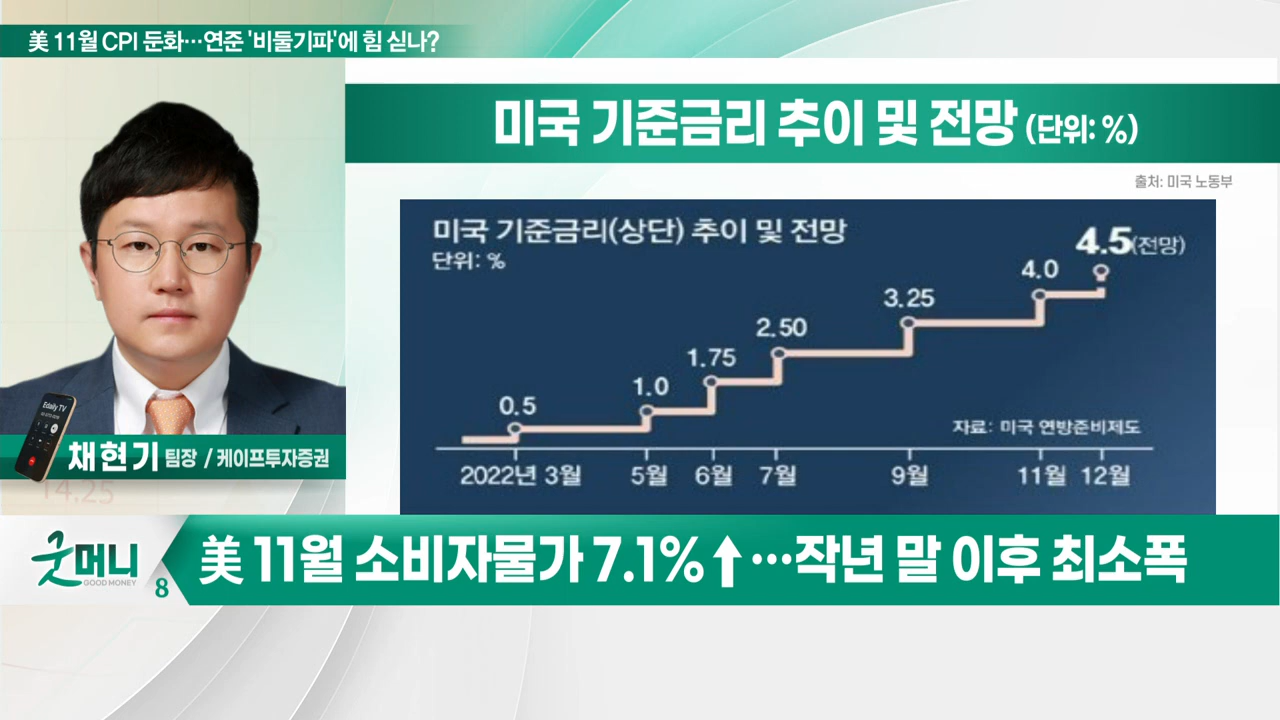 美 11월 CPI 둔화…연준 '비둘기파'에 힘 싣나?
미국 기준금리 추이 및 전망 (단위: %)
출처: 미국 노동부
미국 기준금리(상단) 추이 및 전망
단위: %
4.5(전망)
4.0
3.25
2.50
1.75
1.0
0.5
자료: 미국 연방준비제도
2022년 3월 5월 6월 7월 9월 11월 12월
Edaily TV
채현기 팀장 / 케이프투자증권
14.25
굿머니
GOOD MONEY
8
美 11월 소비자물가 7.1%↑…작년 말 이후 최소폭